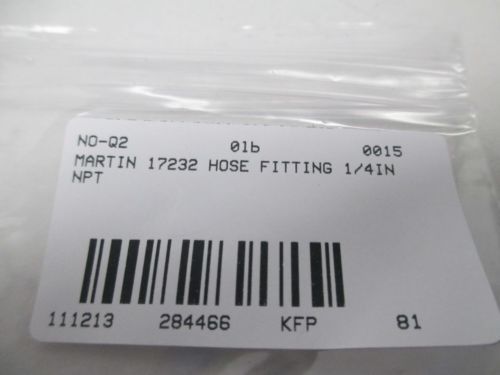 NO-Q2 01b 0015
MARTIN 17232 HOSE FITTING 1/4IN
NPT
111213 284466 KFP 81